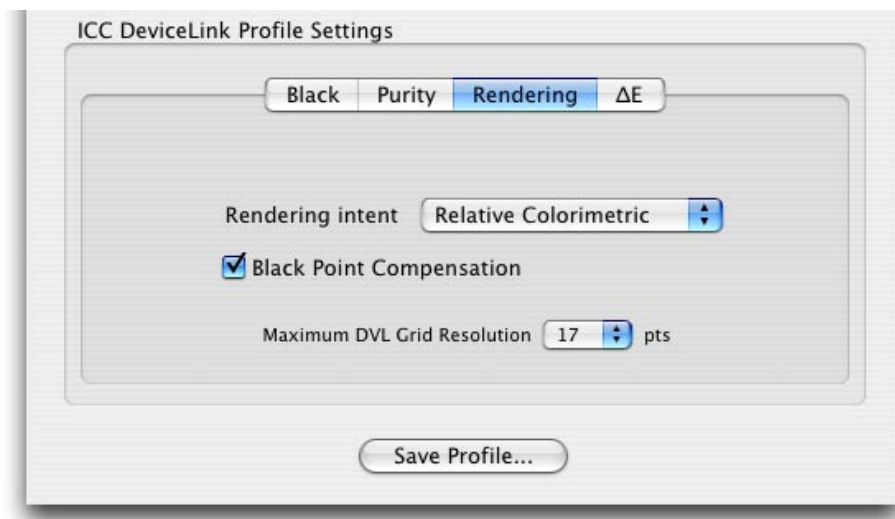 ICC DeviceLink Profile Settings
Black Purity Rendering ΔE
Rendering intent Relative Colorimetric
Black Point Compensation
Maximum DVL Grid Resolution 17 pts
Save Profile...